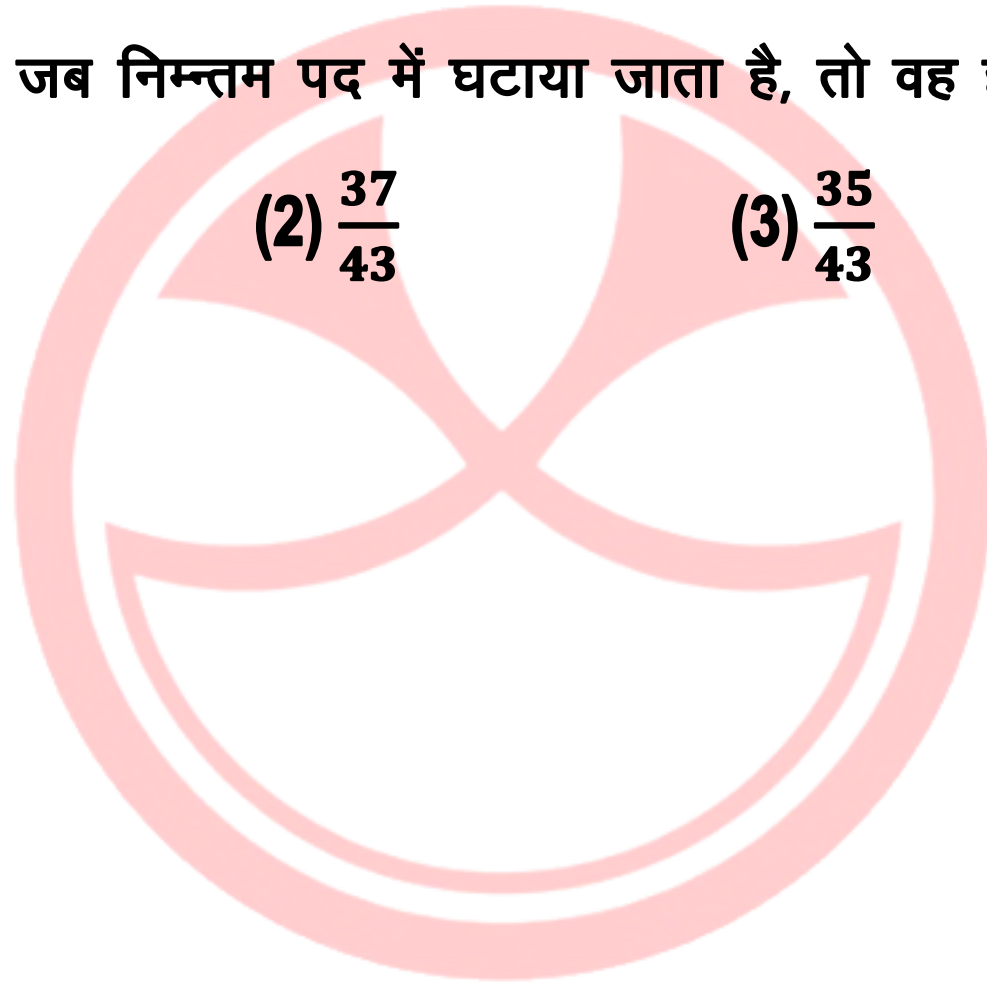 जब निम्न्तम पद में घटाया जाता है, तो वह
(2) 37/43 (3) 35/43